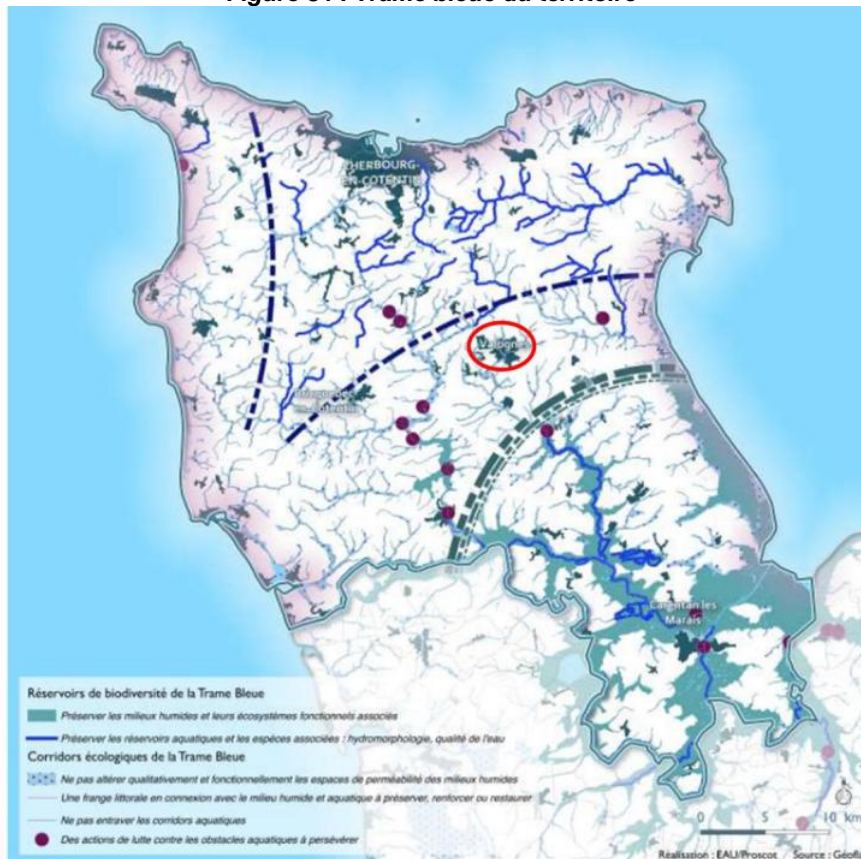 Figure 51 : Trame bleue du territoire
CHERBOURG-
EN-COTENTIN
Valognes
Bricquebec-
en-Cotentin
Carentan les
Marais
Réservoirs de biodiversité de la Trame Bleue
Préserver les milieux humides et leurs écosystèmes fonctionnels associés
Préserver les réservoirs aquatiques et les espèces associées : hydromorphologie, qualité de l'eau
Corridors écologiques de la Trame Bleue
Ne pas altérer qualitativement et fonctionnellement les espaces de perméabilité des milieux humides
Une frange littorale en connexion avec le milieu humide et aquatique à préserver, renforcer ou restaurer
Ne pas entraver les corridors aquatiques
Des actions de lutte contre les obstacles aquatiques à persévérer
0 5 10 km
Réalisation : EAU/Proscot Source : Géofla